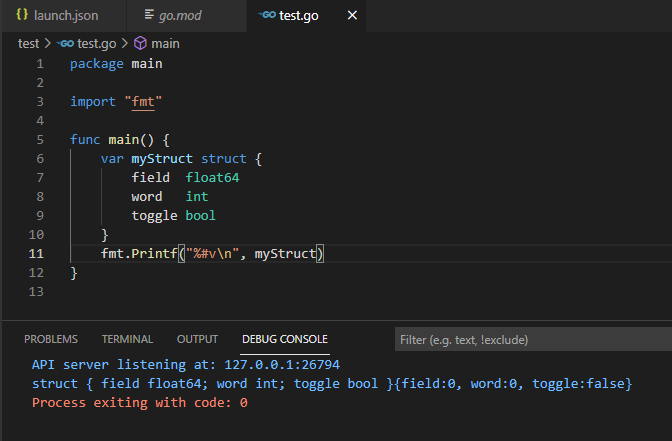 {} launch.json go.mod GO test.go ×
test > GO test.go > main
1 package main
2
3 import "fmt"
4
5 func main() {
6     var myStruct struct {
7         field  float64
8         word   int
9         toggle bool
10     }
11     fmt.Printf("%#v\n", myStruct)
12 }
13
PROBLEMS TERMINAL OUTPUT DEBUG CONSOLE Filter (e.g. text, !exclude)
API server listening at: 127.0.0.1:26794
struct { field float64; word int; toggle bool }{field:0, word:0, toggle:false}
Process exiting with code: 0